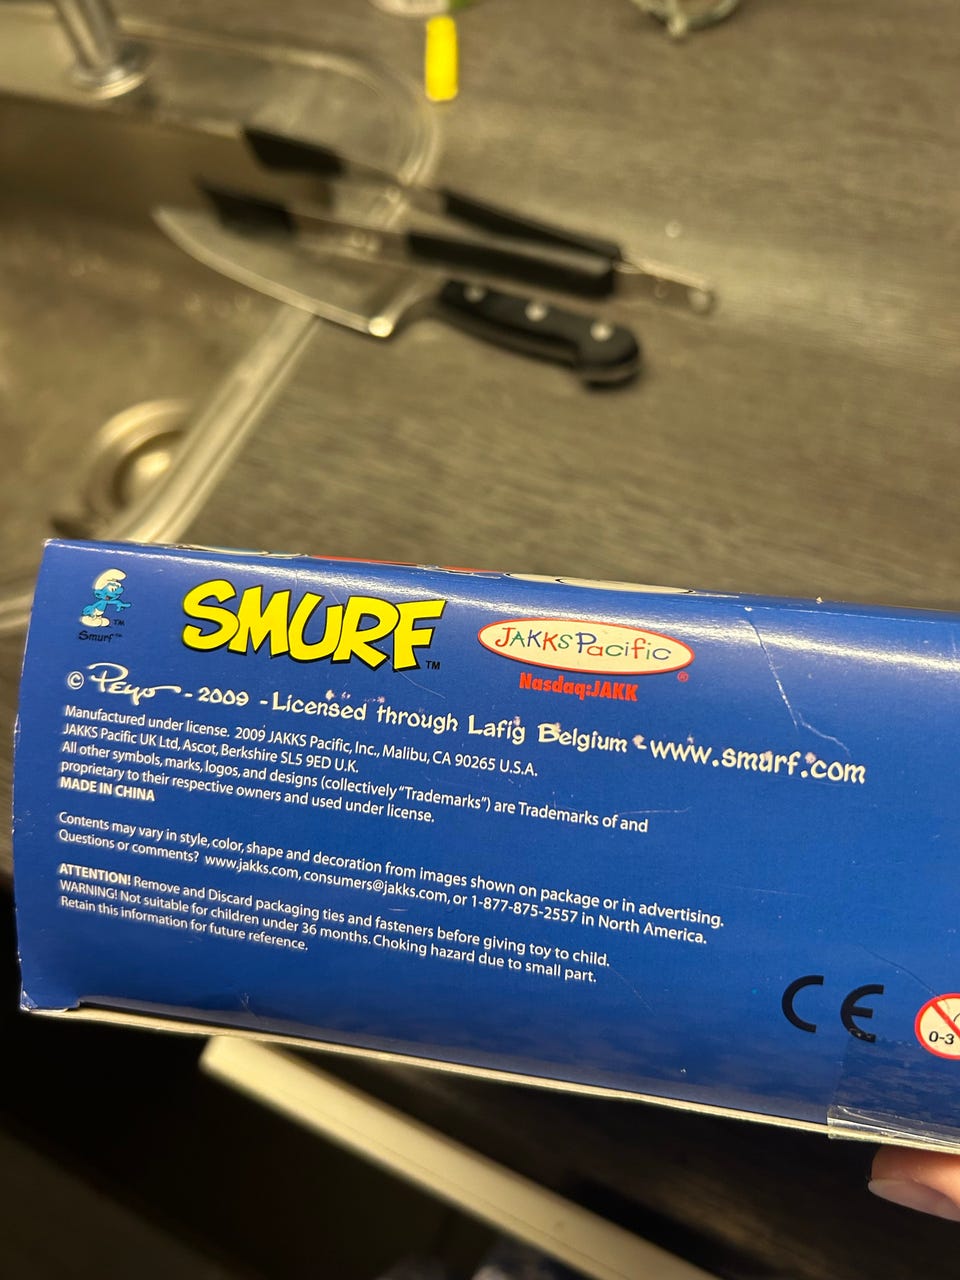 Smurf™
™
SMURF™
JAKKS Pacific®
Nasdaq:JAKK
© Peyo - 2009 - Licensed through Lafig Belgium - www.smurf.com
Manufactured under license. 2009 JAKKS Pacific, Inc., Malibu, CA 90265 U.S.A.
JAKKS Pacific UK Ltd, Ascot, Berkshire SL5 9ED U.K.
All other symbols, marks, logos, and designs (collectively "Trademarks") are Trademarks of and
proprietary to their respective owners and used under license.
MADE IN CHINA
Contents may vary in style, color, shape and decoration from images shown on package or in advertising.
Questions or comments? www.jakks.com, consumers@jakks.com, or 1-877-875-2557 in North America.
ATTENTION! Remove and Discard packaging ties and fasteners before giving toy to child.
WARNING! Not suitable for children under 36 months. Choking hazard due to small part.
Retain this information for future reference.
CE
0-3